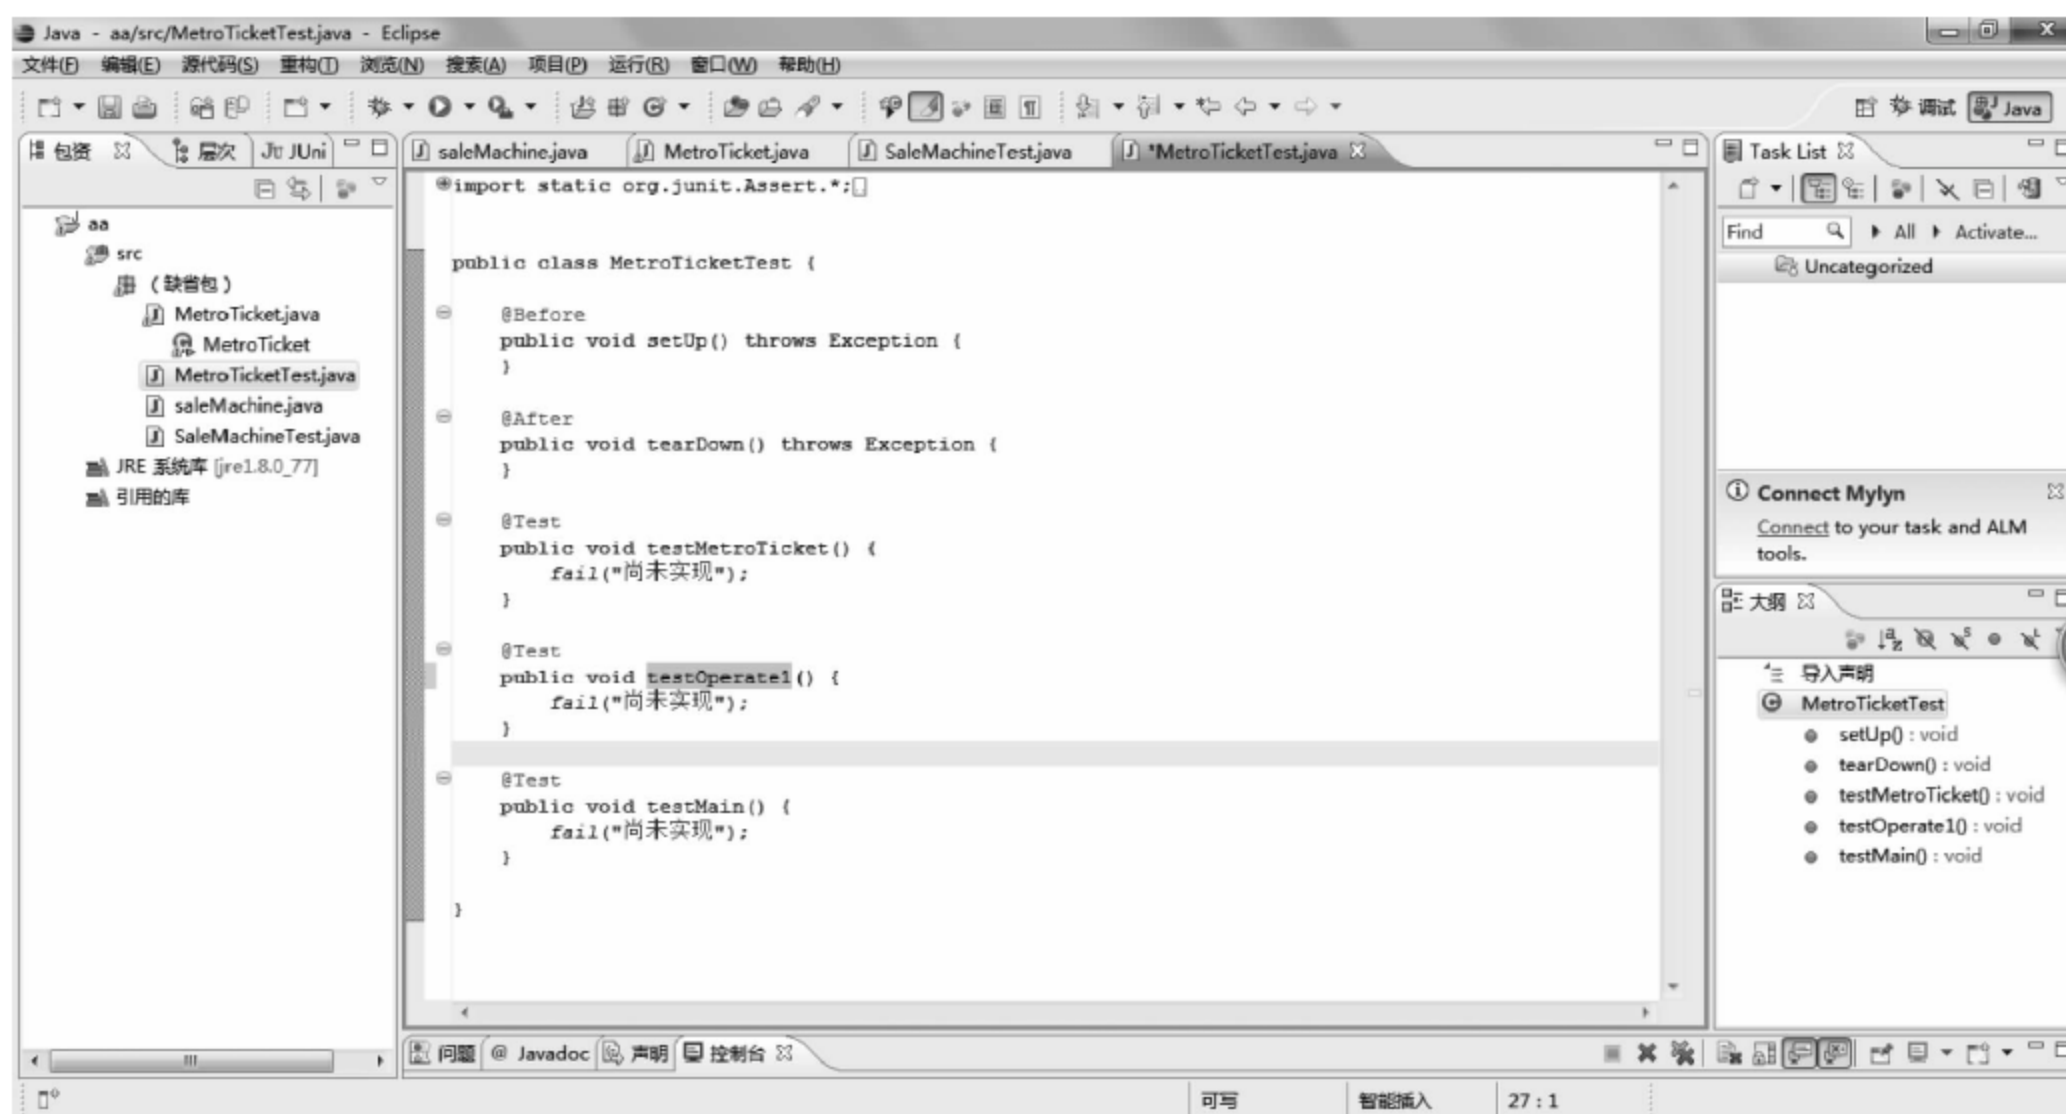 Java - aa/src/MetroTicketTest.java - Eclipse
文件(F) 编辑(E) 源代码(S) 重构(T) 浏览(N) 搜索(A) 项目(P) 运行(R) 窗口(W) 帮助(H)
调试 Java
包资 层次 JUni
saleMachine.java MetroTicket.java SaleMachineTest.java *MetroTicketTest.java
Task List
aa
src
(缺省包)
MetroTicket.java
MetroTicket
MetroTicketTest.java
saleMachine.java
SaleMachineTest.java
JRE 系统库 [jre1.8.0_77]
引用的库
import static org.junit.Assert.*;
public class MetroTicketTest {
@Before
public void setUp() throws Exception {
}
@After
public void tearDown() throws Exception {
}
@Test
public void testMetroTicket() {
fail("尚未实现");
}
@Test
public void testOperate1() {
fail("尚未实现");
}
@Test
public void testMain() {
fail("尚未实现");
}
}
Find All Activate...
Uncategorized
Connect Mylyn
Connect to your task and ALM
tools.
大纲
导入声明
MetroTicketTest
setUp() : void
tearDown() : void
testMetroTicket() : void
testOperate1() : void
testMain() : void
问题 @ Javadoc 声明 控制台
可写 智能插入 27 : 1